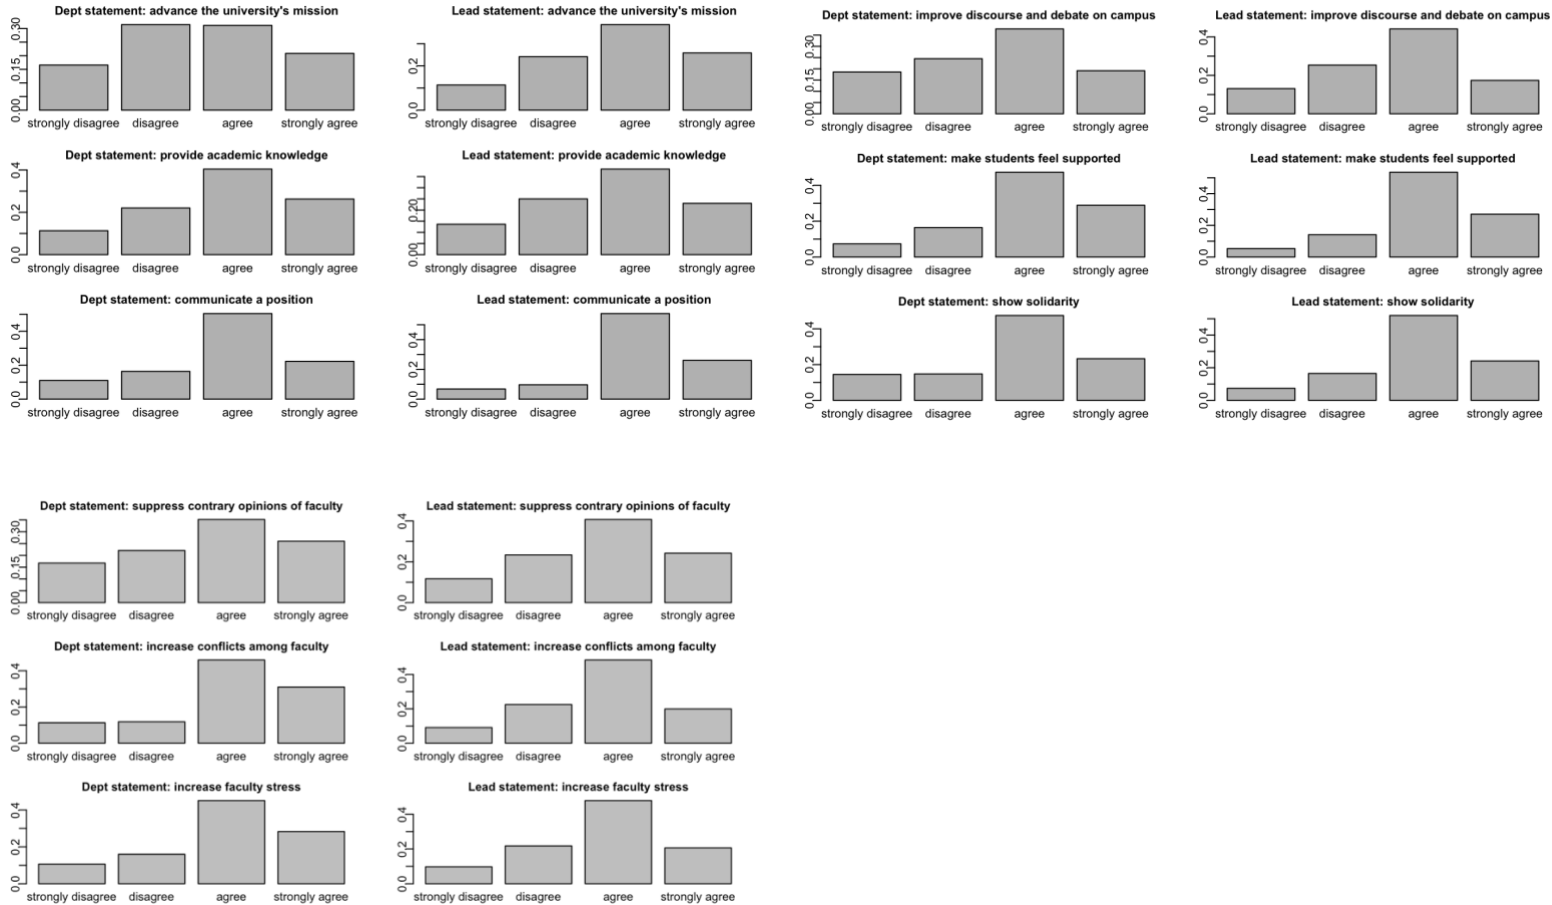 Dept statement: advance the university's mission
0.00 0.15 0.30
strongly disagree disagree agree strongly agree
Lead statement: advance the university's mission
0.0 0.2
strongly disagree disagree agree strongly agree
Dept statement: improve discourse and debate on campus
0.00 0.15 0.30
strongly disagree disagree agree strongly agree
Lead statement: improve discourse and debate on campus
0.0 0.2 0.4
strongly disagree disagree agree strongly agree
Dept statement: provide academic knowledge
0.0 0.2 0.4
strongly disagree disagree agree strongly agree
Lead statement: provide academic knowledge
0.00 0.20
strongly disagree disagree agree strongly agree
Dept statement: make students feel supported
0.0 0.2 0.4
strongly disagree disagree agree strongly agree
Lead statement: make students feel supported
0.0 0.2 0.4
strongly disagree disagree agree strongly agree
Dept statement: communicate a position
0.0 0.2 0.4
strongly disagree disagree agree strongly agree
Lead statement: communicate a position
0.0 0.2 0.4
strongly disagree disagree agree strongly agree
Dept statement: show solidarity
0.0 0.2 0.4
strongly disagree disagree agree strongly agree
Lead statement: show solidarity
0.0 0.2 0.4
strongly disagree disagree agree strongly agree
Dept statement: suppress contrary opinions of faculty
0.00 0.15 0.30
strongly disagree disagree agree strongly agree
Lead statement: suppress contrary opinions of faculty
0.0 0.2 0.4
strongly disagree disagree agree strongly agree
Dept statement: increase conflicts among faculty
0.0 0.2 0.4
strongly disagree disagree agree strongly agree
Lead statement: increase conflicts among faculty
0.0 0.2 0.4
strongly disagree disagree agree strongly agree
Dept statement: increase faculty stress
0.0 0.2 0.4
strongly disagree disagree agree strongly agree
Lead statement: increase faculty stress
0.0 0.2 0.4
strongly disagree disagree agree strongly agree